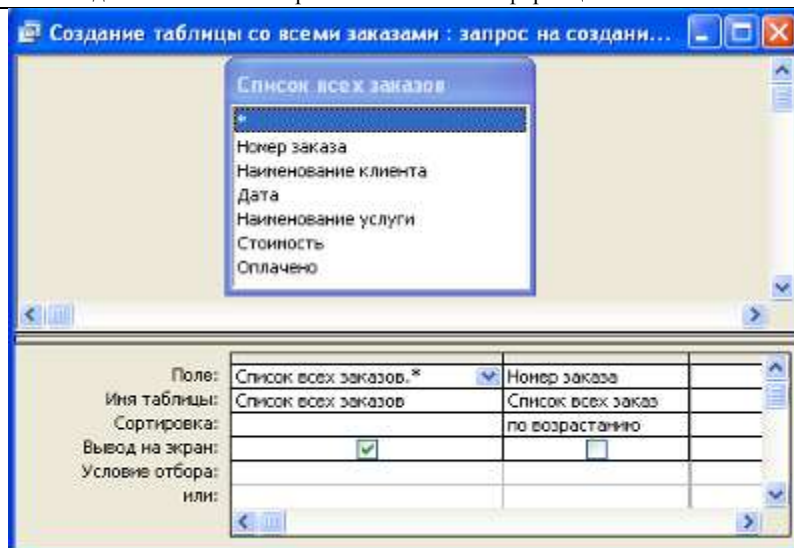 Создание таблицы со всеми заказами : запрос на создани...
Список всех заказов
*
Номер заказа
Наименование клиента
Дата
Наименование услуги
Стоимость
Оплачено
Поле: Список всех заказов.* Номер заказа
Имя таблицы: Список всех заказов Список всех заказ
Сортировка: по возрастанию
Вывод на экран:
Условие отбора:
или: